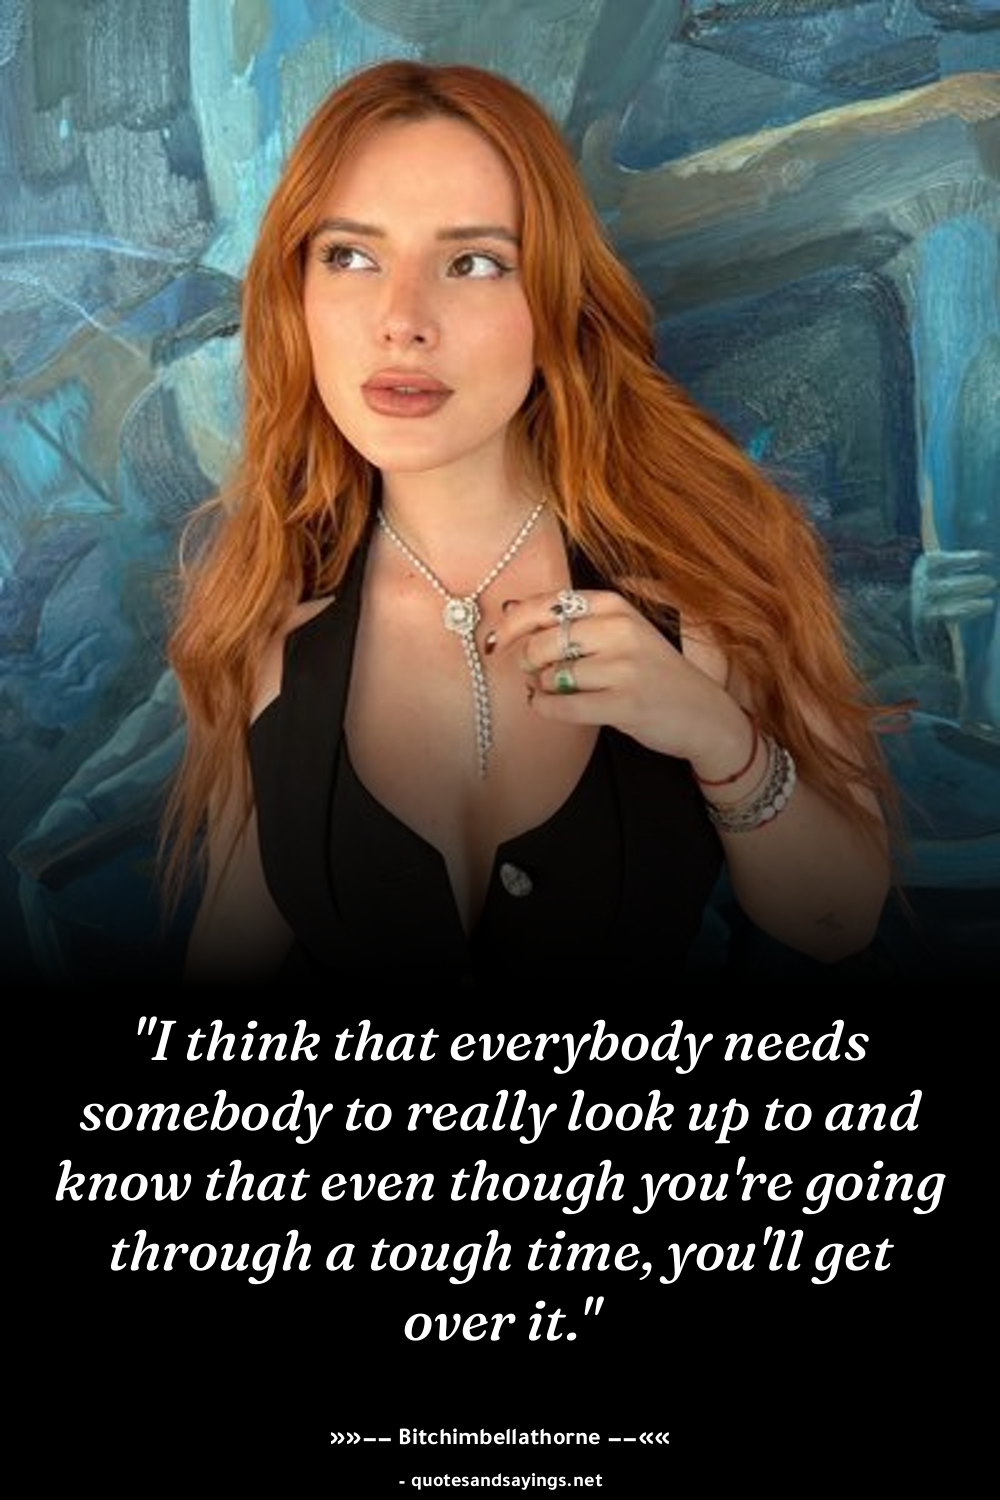 "I think that everybody needs
somebody to really look up to and
know that even though you're going
through a tough time, you'll get
over it."
»»–– Bitchimbellathorne ––««
- quotesandsayings.net